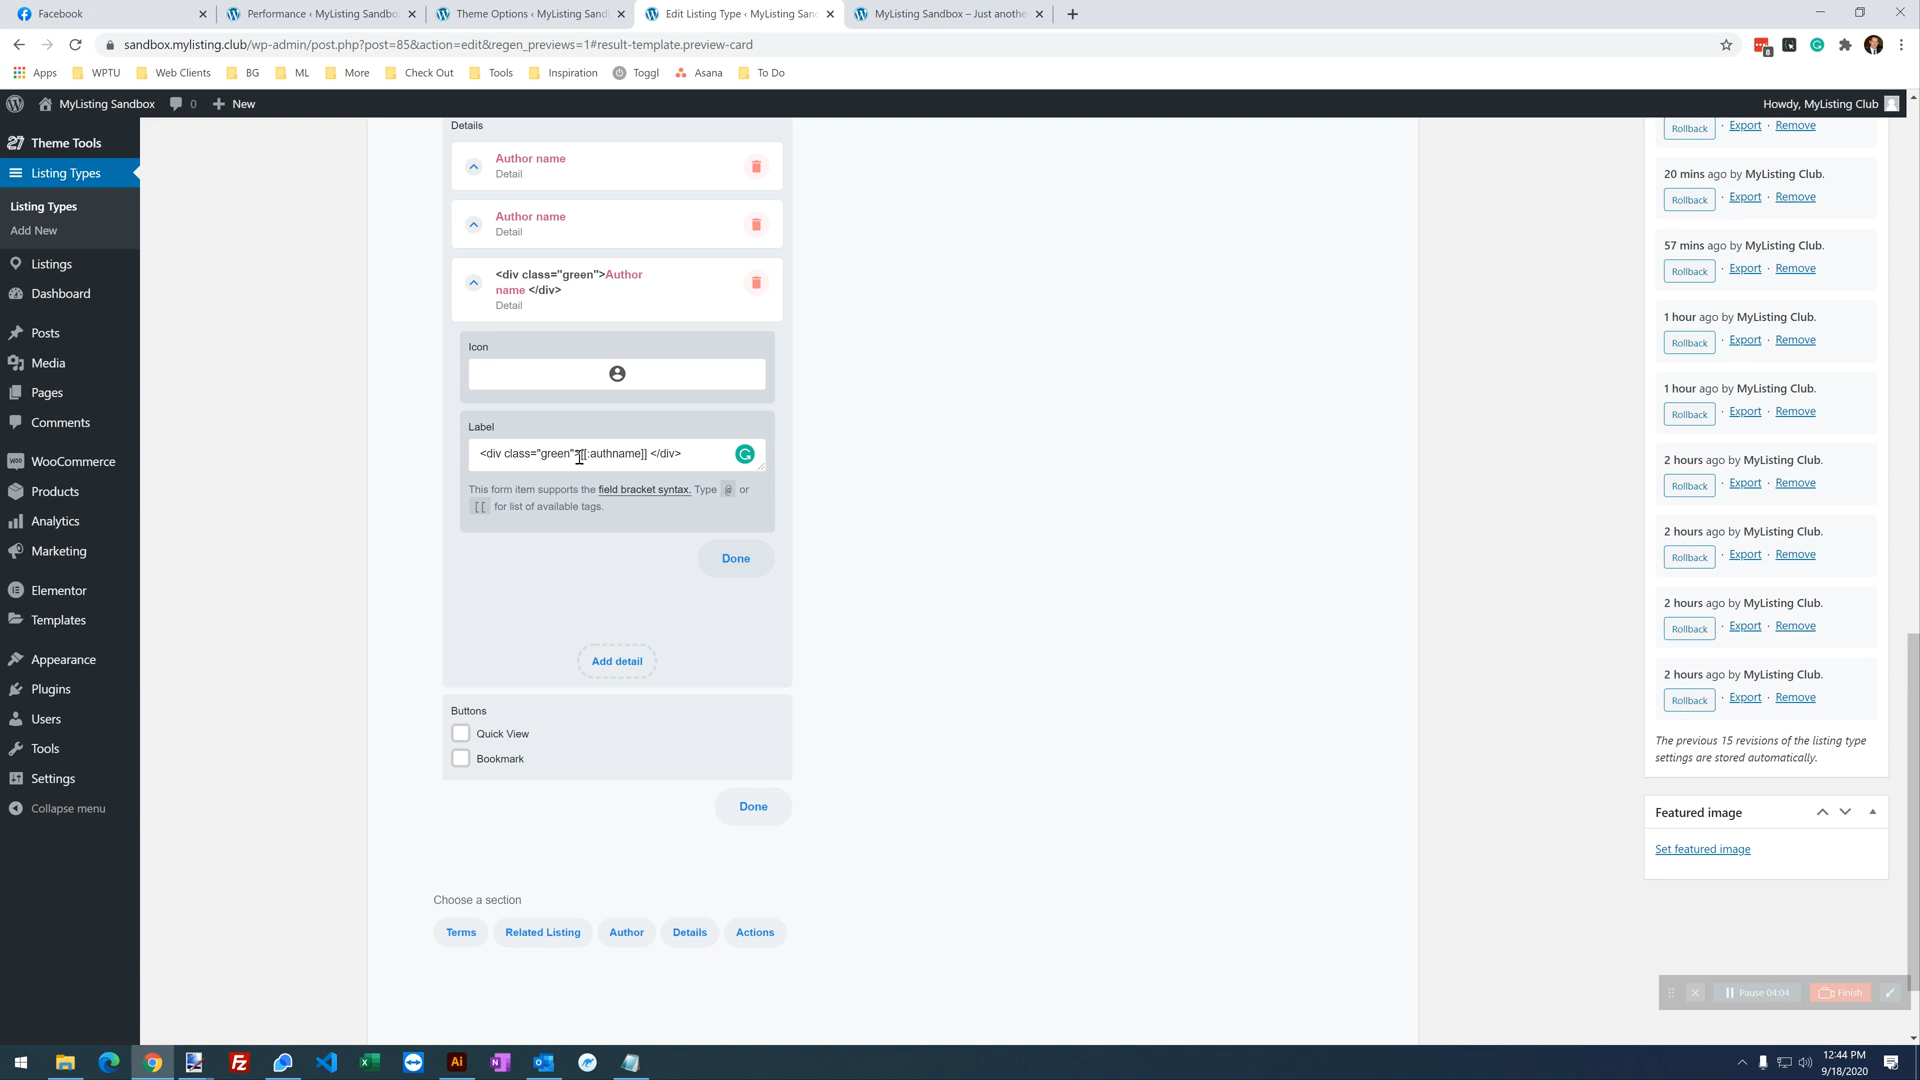 Facebook
Performance ‹ MyListing Sandbo
Theme Options ‹ MyListing Sand
Edit Listing Type ‹ MyListing San
MyListing Sandbox – Just anothe
sandbox.mylisting.club/wp-admin/post.php?post=85&action=edit&regen_previews=1#result-template.preview-card
8
Apps
WPTU
Web Clients
BG
ML
More
Check Out
Tools
Inspiration
Toggl
Asana
To Do
MyListing Sandbox
0
New
Howdy, MyListing Club
27 Theme Tools
Listing Types
Listing Types
Add New
Listings
Dashboard
Posts
Media
Pages
Comments
WooCommerce
Products
Analytics
Marketing
Elementor
Templates
Appearance
Plugins
Users
Tools
Settings
Collapse menu
Details
Author name
Detail
Author name
Detail
<div class="green">Author
name </div>
Detail
Icon
Label
<div class="green">[[:authname]] </div>
This form item supports the field bracket syntax. Type @ or
[[ for list of available tags.
Done
Add detail
Buttons
Quick View
Bookmark
Done
Choose a section
Terms
Related Listing
Author
Details
Actions
Rollback · Export · Remove
20 mins ago by MyListing Club.
Rollback · Export · Remove
57 mins ago by MyListing Club.
Rollback · Export · Remove
1 hour ago by MyListing Club.
Rollback · Export · Remove
1 hour ago by MyListing Club.
Rollback · Export · Remove
2 hours ago by MyListing Club.
Rollback · Export · Remove
2 hours ago by MyListing Club.
Rollback · Export · Remove
2 hours ago by MyListing Club.
Rollback · Export · Remove
2 hours ago by MyListing Club.
Rollback · Export · Remove
The previous 15 revisions of the listing type
settings are stored automatically.
Featured image
Set featured image
Pause 04:04
Finish
12:44 PM
9/18/2020